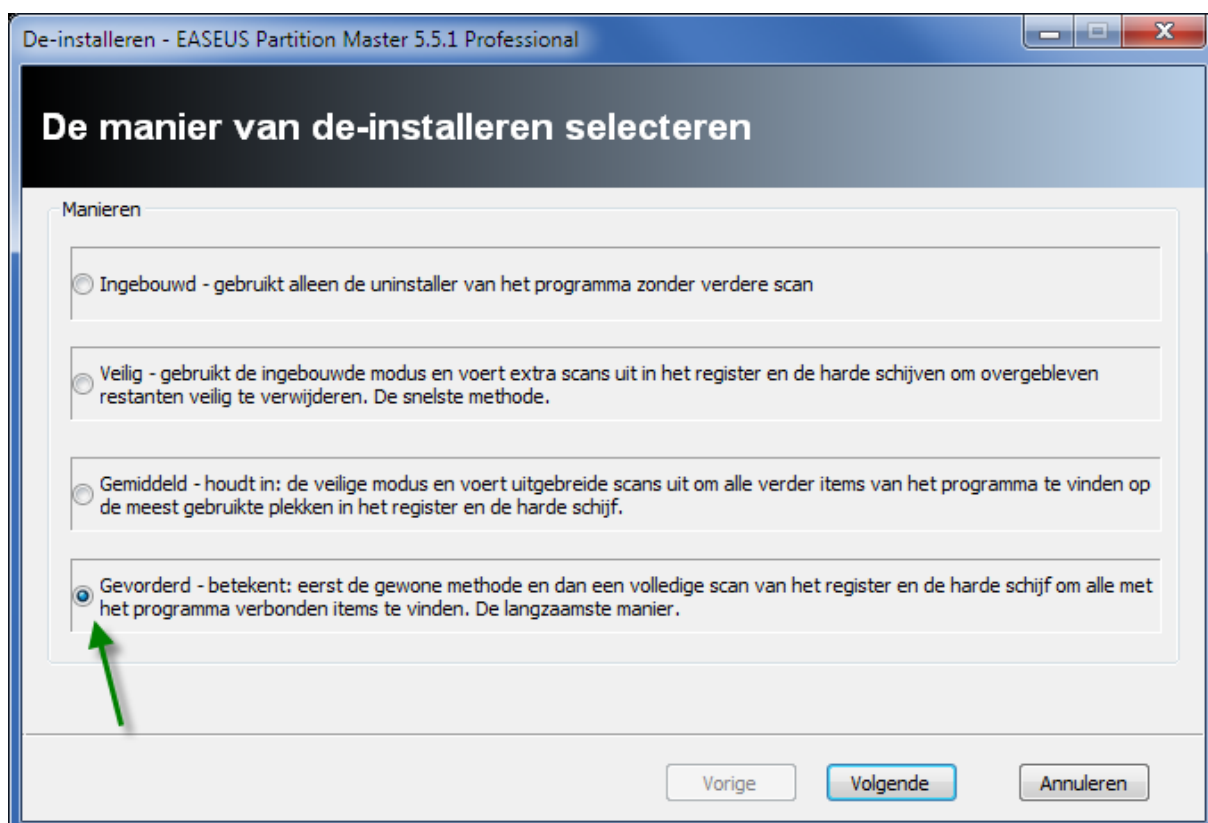 De-installeren - EASEUS Partition Master 5.5.1 Professional
De manier van de-installeren selecteren
Manieren
Ingebouwd - gebruikt alleen de uninstaller van het programma zonder verdere scan
Veilig - gebruikt de ingebouwde modus en voert extra scans uit in het register en de harde schijven om overgebleven
restanten veilig te verwijderen. De snelste methode.
Gemiddeld - houdt in: de veilige modus en voert uitgebreide scans uit om alle verder items van het programma te vinden op
de meest gebruikte plekken in het register en de harde schijf.
Gevorderd - betekent: eerst de gewone methode en dan een volledige scan van het register en de harde schijf om alle met
het programma verbonden items te vinden. De langzaamste manier.
Vorige
Volgende
Annuleren